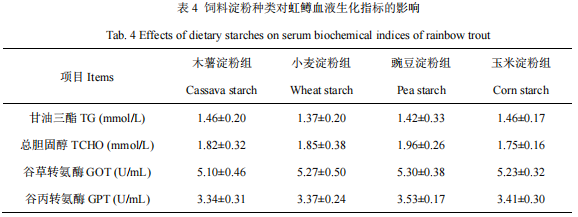 表 4 饲料淀粉种类对虹鳟血液生化指标的影响
Tab. 4 Effects of dietary starches on serum biochemical indices of rainbow trout
项目 Items 木薯淀粉组 Cassava starch 小麦淀粉组 Wheat starch 豌豆淀粉组 Pea starch 玉米淀粉组 Corn starch
甘油三酯 TG (mmol/L) 1.46±0.20 1.37±0.20 1.42±0.33 1.46±0.17
总胆固醇 TCHO (mmol/L) 1.82±0.32 1.85±0.38 1.96±0.26 1.75±0.16
谷草转氨酶 GOT (U/mL) 5.10±0.46 5.27±0.50 5.30±0.38 5.23±0.32
谷丙转氨酶 GPT (U/mL) 3.34±0.31 3.37±0.24 3.53±0.17 3.41±0.30